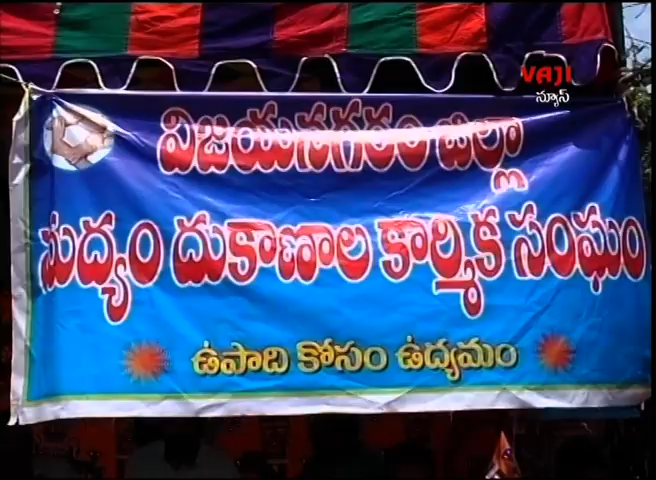 VAJI
న్యూస్
విజయనగరం జిల్లా
మద్యం దుకాణాల కార్మిక సంఘం
ఉపాది కోసం ఉద్యమం